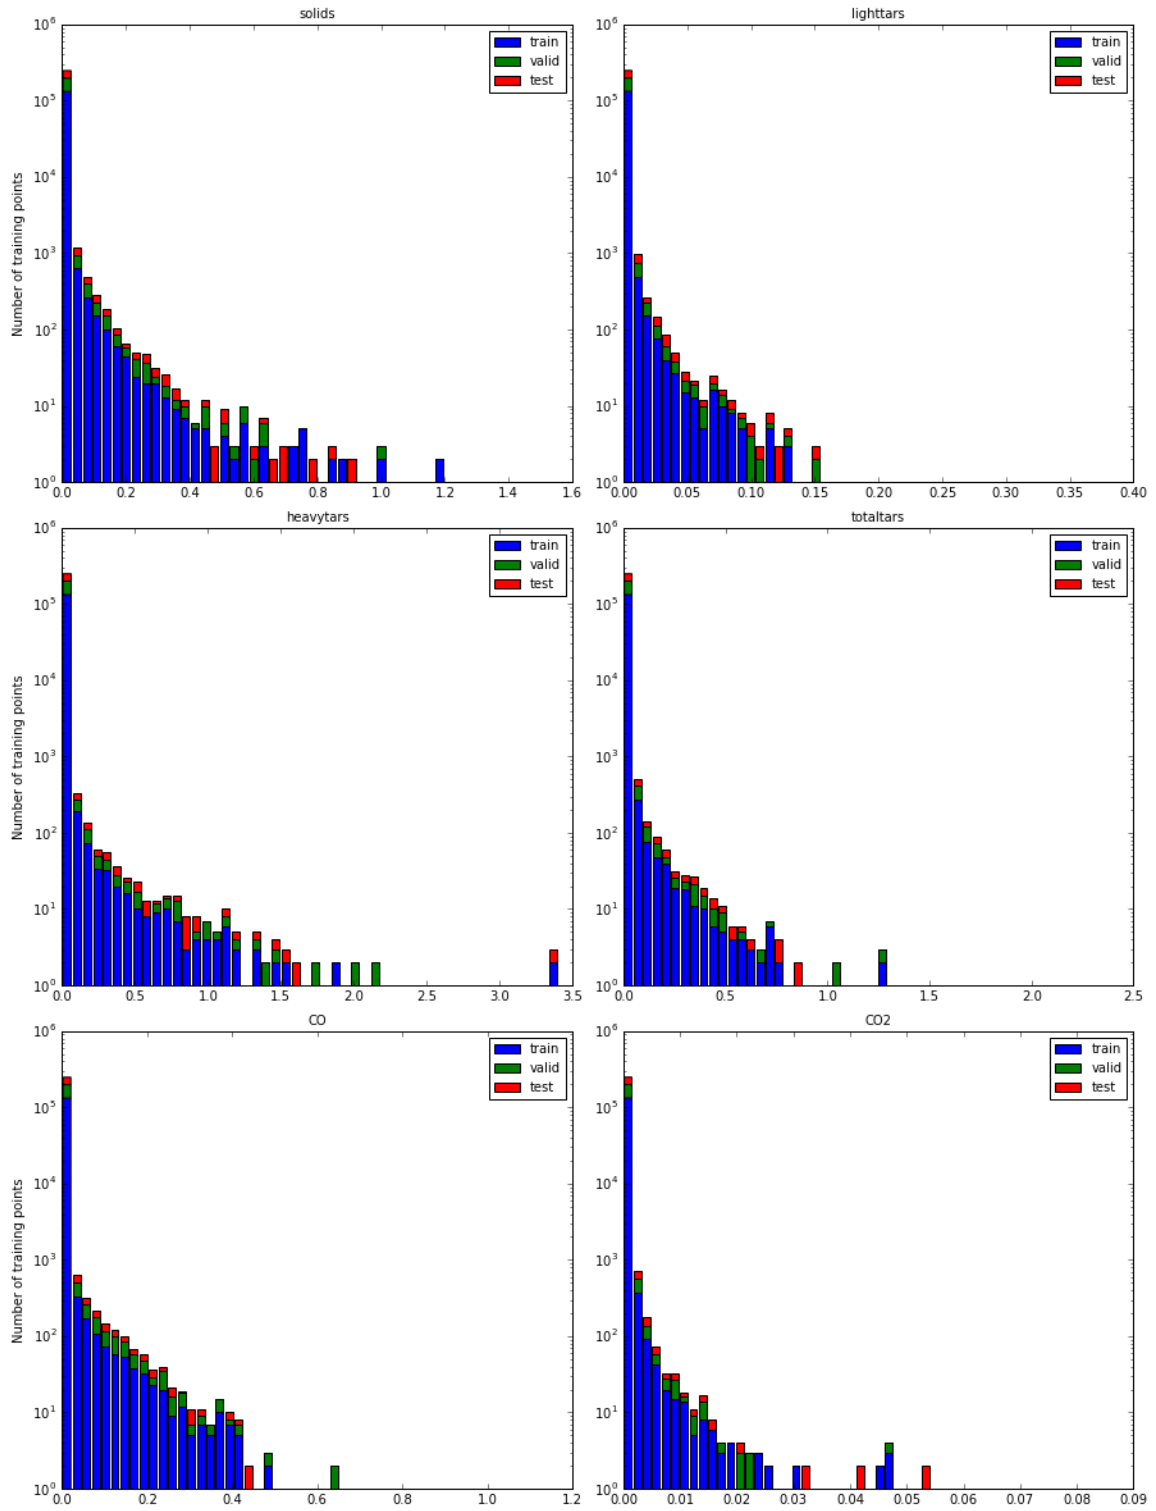 solids
10^6
10^5
10^4
10^3
10^2
10^1
10^0
Number of training points
train
valid
test
0.0 0.2 0.4 0.6 0.8 1.0 1.2 1.4 1.6
lighttars
10^6
10^5
10^4
10^3
10^2
10^1
10^0
train
valid
test
0.00 0.05 0.10 0.15 0.20 0.25 0.30 0.35 0.40
heavytars
10^6
10^5
10^4
10^3
10^2
10^1
10^0
Number of training points
train
valid
test
0.0 0.5 1.0 1.5 2.0 2.5 3.0 3.5
totaltars
10^6
10^5
10^4
10^3
10^2
10^1
10^0
train
valid
test
0.0 0.5 1.0 1.5 2.0 2.5
CO
10^6
10^5
10^4
10^3
10^2
10^1
10^0
Number of training points
train
valid
test
0.0 0.2 0.4 0.6 0.8 1.0 1.2
CO2
10^6
10^5
10^4
10^3
10^2
10^1
10^0
train
valid
test
0.00 0.01 0.02 0.03 0.04 0.05 0.06 0.07 0.08 0.09